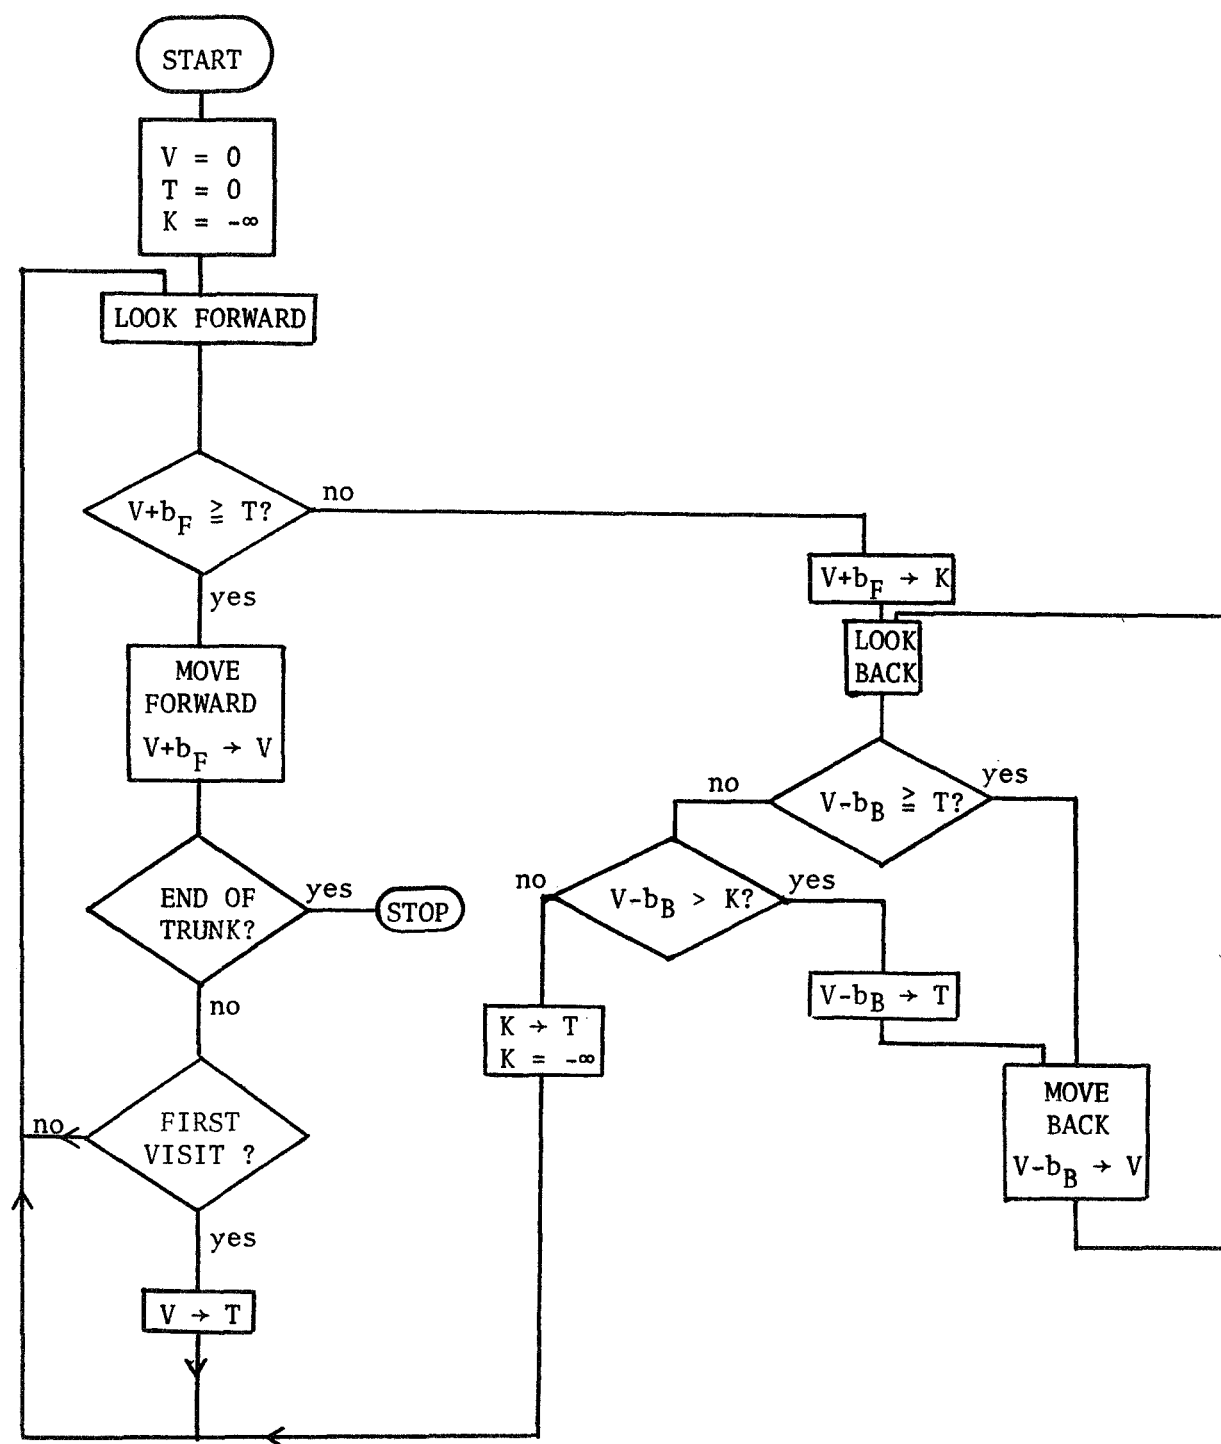 START
V = 0
T = 0
K = -∞
LOOK FORWARD
V+b_F ≧ T?
no
yes
MOVE
FORWARD
V+b_F → V
END OF
TRUNK?
yes
STOP
no
FIRST
VISIT ?
no
yes
V → T
V+b_F → K
LOOK
BACK
V-b_B ≧ T?
no
yes
V-b_B > K?
no
yes
K → T
K = -∞
V-b_B → T
MOVE
BACK
V-b_B → V